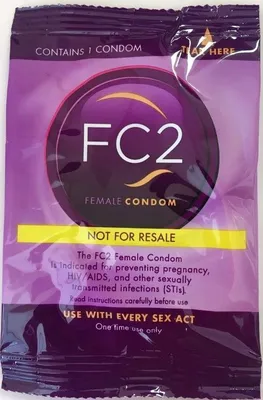 CONTAINS 1 CONDOM
TEAR HERE
FC2
FEMALE CONDOM
NOT FOR RESALE
The FC2 Female Condom
is indicated for preventing pregnancy,
HIV/AIDS, and other sexually
transmitted infections (STIs).
Read instructions carefully before use
USE WITH EVERY SEX ACT
One time use only